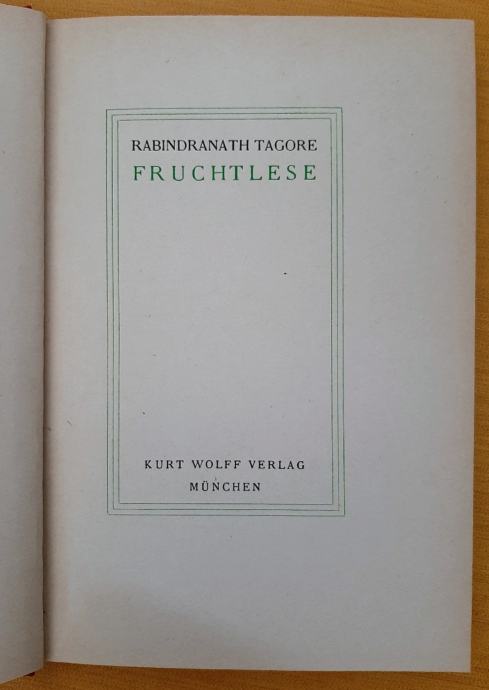 RABINDRANATH TAGORE
FRUCHTLESE
KURT WOLFF VERLAG
MÜNCHEN